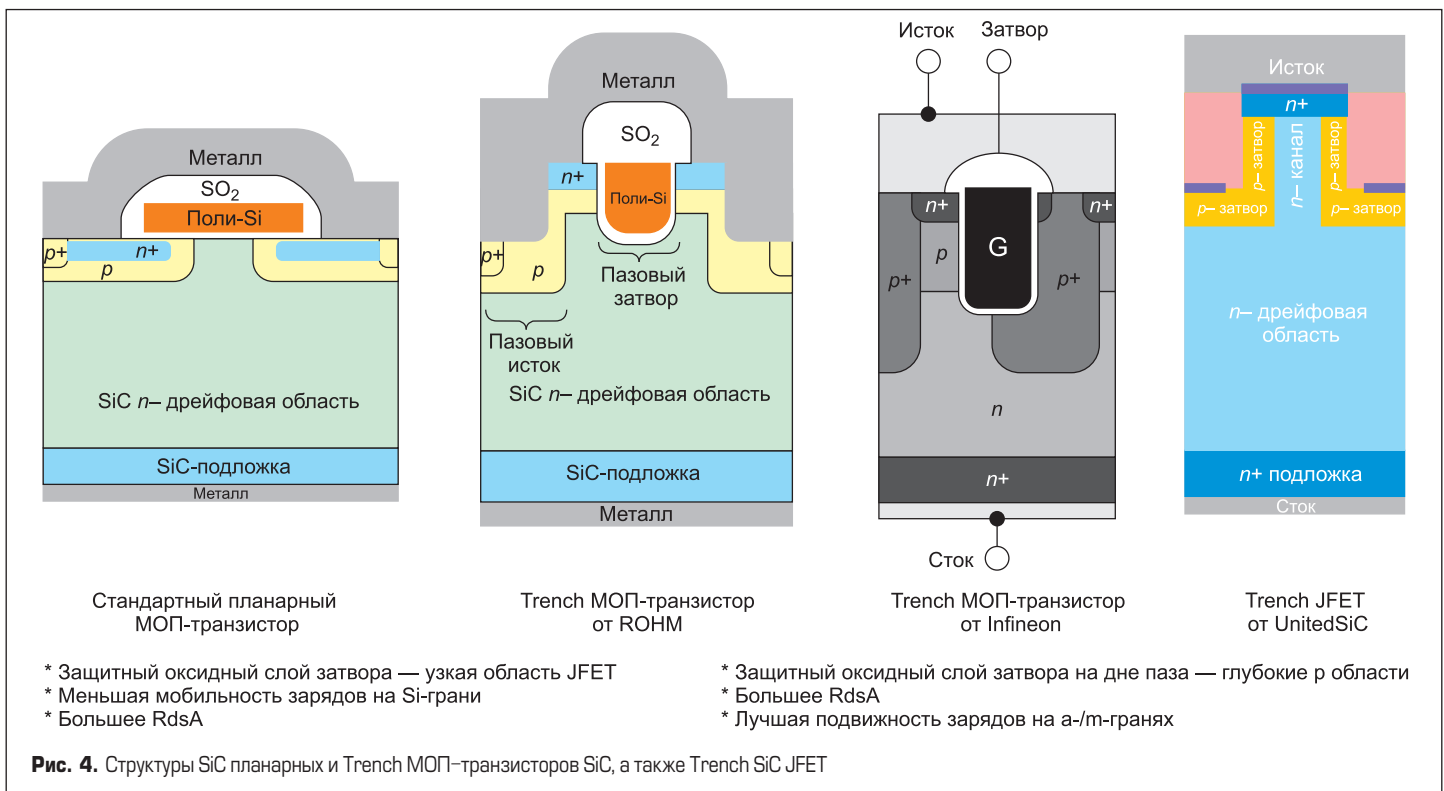 Металл
SO2
Поли-Si
p+
n+
p
SiC n– дрейфовая область
SiC-подложка
Металл
Стандартный планарный
МОП-транзистор
Металл
SO2
n+
Поли-Si
p+
p
Пазовый
затвор
Пазовый
исток
SiC n– дрейфовая область
SiC-подложка
Металл
Trench МОП-транзистор
от ROHM
Исток
Затвор
n+
n+
p
G
p+
p+
n
n+
Сток
Trench МОП-транзистор
от Infineon
Исток
n+
p– затвор
n– канал
p– затвор
p– затвор
p– затвор
n– дрейфовая
область
n+ подложка
Сток
Trench JFET
от UnitedSiC
* Защитный оксидный слой затвора — узкая область JFET
* Меньшая мобильность зарядов на Si-грани
* Большее RdsA
* Защитный оксидный слой затвора на дне паза — глубокие p области
* Большее RdsA
* Лучшая подвижность зарядов на a-/m-гранях
Рис. 4. Структуры SiC планарных и Trench МОП-транзисторов SiC, а также Trench SiC JFET